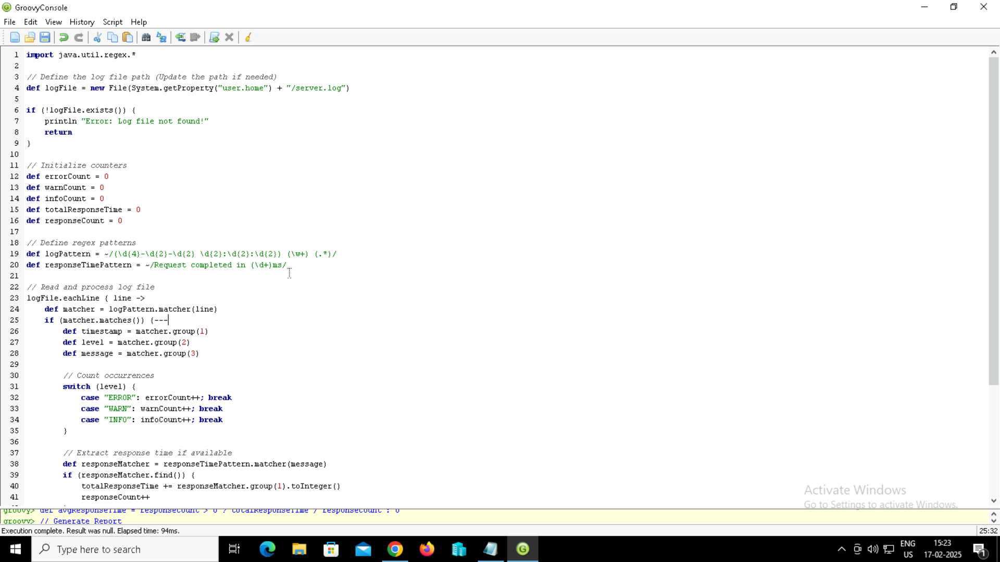 GroovyConsole
File Edit View History Script Help
1 import java.util.regex.*
2
3 // Define the log file path (Update the path if needed)
4 def logFile = new File(System.getProperty("user.home") + "/server.log")
5
6 if (!logFile.exists()) {
7 println "Error: Log file not found!"
8 return
9 }
10
11 // Initialize counters
12 def errorCount = 0
13 def warnCount = 0
14 def infoCount = 0
15 def totalResponseTime = 0
16 def responseCount = 0
17
18 // Define regex patterns
19 def logPattern = ~/(\d{4}-\d{2}-\d{2} \d{2}:\d{2}:\d{2}) (\w+) (.*)/
20 def responseTimePattern = ~/Request completed in (\d+)ms/
21
22 // Read and process log file
23 logFile.eachLine { line ->
24 def matcher = logPattern.matcher(line)
25 if (matcher.matches()) {---
26 def timestamp = matcher.group(1)
27 def level = matcher.group(2)
28 def message = matcher.group(3)
29
30 // Count occurrences
31 switch (level) {
32 case "ERROR": errorCount++; break
33 case "WARN": warnCount++; break
34 case "INFO": infoCount++; break
35 }
36
37 // Extract response time if available
38 def responseMatcher = responseTimePattern.matcher(message)
39 if (responseMatcher.find()) {
40 totalResponseTime += responseMatcher.group(1).toInteger()
41 responseCount++
Activate Windows
Go to Settings to activate Windows.
groovy> def avgResponseTime = responseCount > 0 ? totalResponseTime / responseCount : 0
groovy> // Generate Report
Execution complete. Result was null. Elapsed time: 94ms.
25:32
Type here to search
ENG
US
15:23
17-02-2025
1